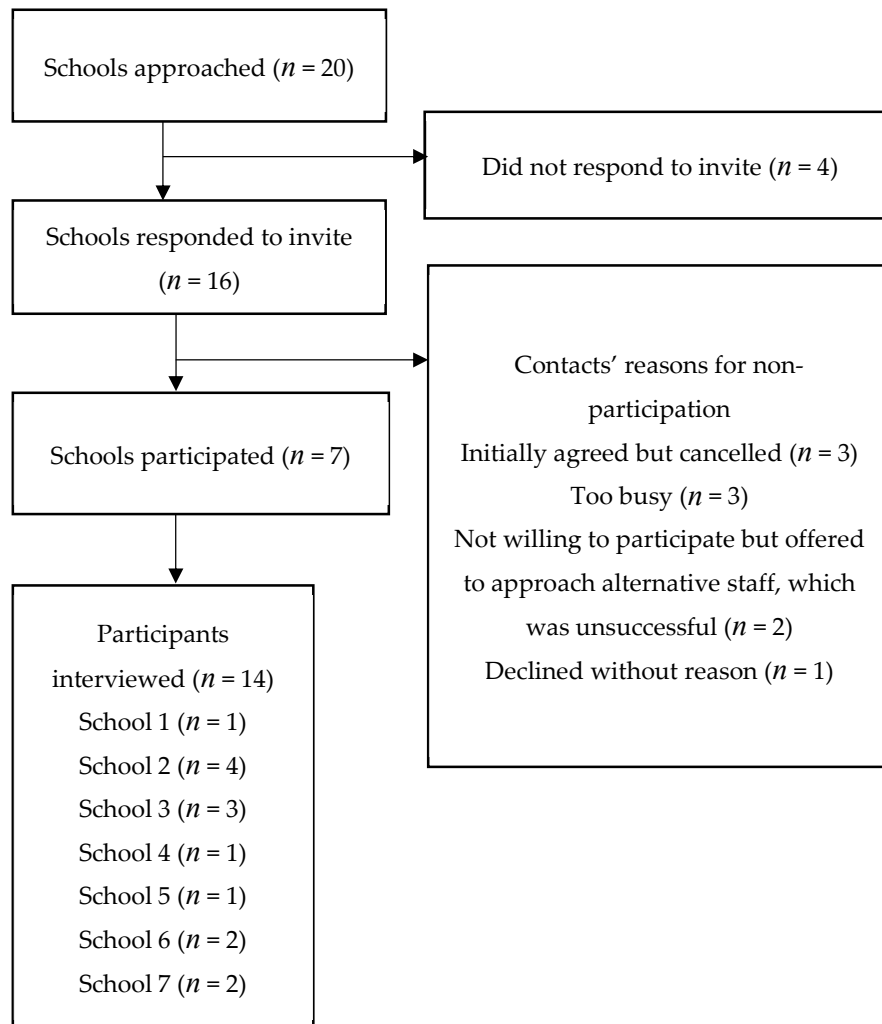 Schools approached (n = 20)
Did not respond to invite (n = 4)
Schools responded to invite
(n = 16)
Contacts’ reasons for non-
participation
Initially agreed but cancelled (n = 3)
Too busy (n = 3)
Not willing to participate but offered
to approach alternative staff, which
was unsuccessful (n = 2)
Declined without reason (n = 1)
Schools participated (n = 7)
Participants
interviewed (n = 14)
School 1 (n = 1)
School 2 (n = 4)
School 3 (n = 3)
School 4 (n = 1)
School 5 (n = 1)
School 6 (n = 2)
School 7 (n = 2)